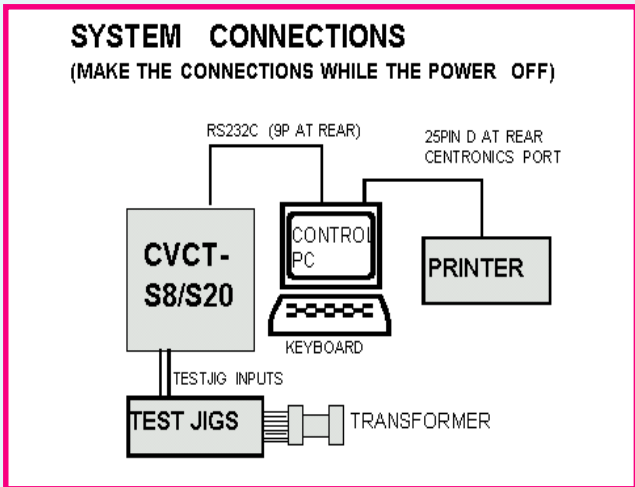 SYSTEM CONNECTIONS
(MAKE THE CONNECTIONS WHILE THE POWER OFF)
RS232C (9P AT REAR)
25PIN D AT REAR
CENTRONICS PORT
CVCT-
S8/S20
CONTROL
PC
PRINTER
KEYBOARD
TESTJIG INPUTS
TEST JIGS
TRANSFORMER